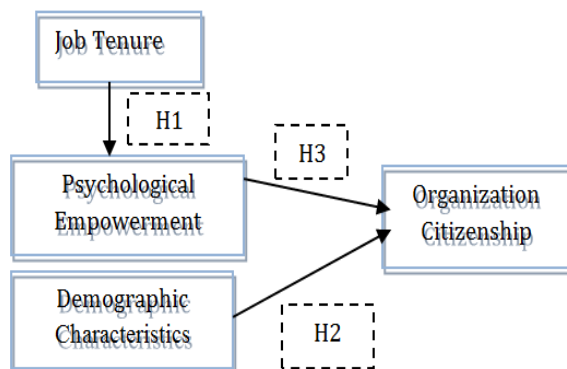 Job Tenure
H1
H3
Psychological
Empowerment
Organization
Citizenship
Demographic
Characteristics
H2